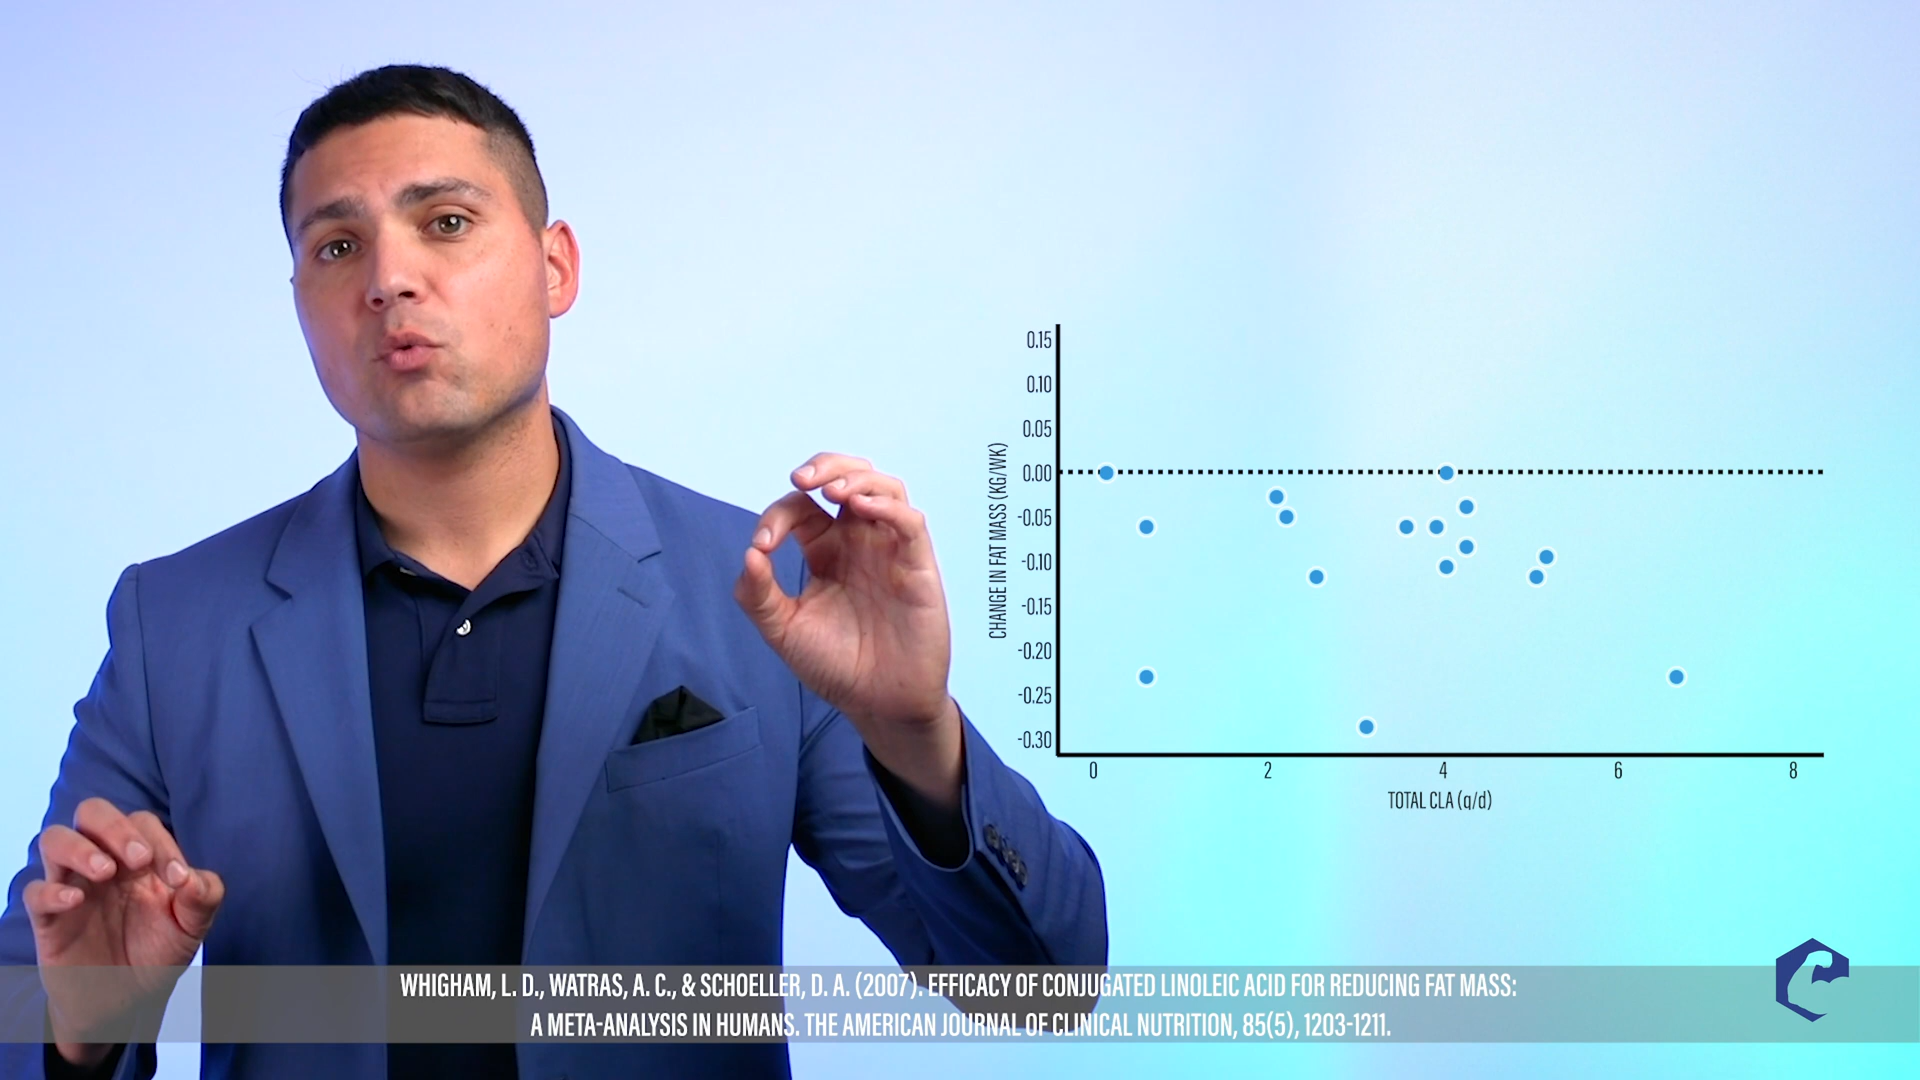 0.15
0.10
0.05
0.00
-0.05
-0.10
-0.15
-0.20
-0.25
-0.30
CHANGE IN FAT MASS (KG/WK)
0 2 4 6 8
TOTAL CLA (g/d)
WHIGHAM, L. D., WATRAS, A. C., & SCHOELLER, D. A. (2007). EFFICACY OF CONJUGATED LINOLEIC ACID FOR REDUCING FAT MASS:
A META-ANALYSIS IN HUMANS. THE AMERICAN JOURNAL OF CLINICAL NUTRITION, 85(5), 1203-1211.